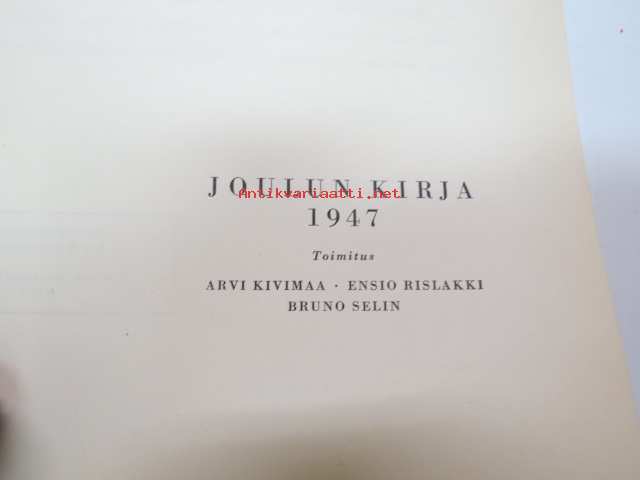 JOULUN KIRJA
Antikvariaatti.net
1947
Toimitus
ARVI KIVIMAA · ENSIO RISLAKKI
BRUNO SELIN